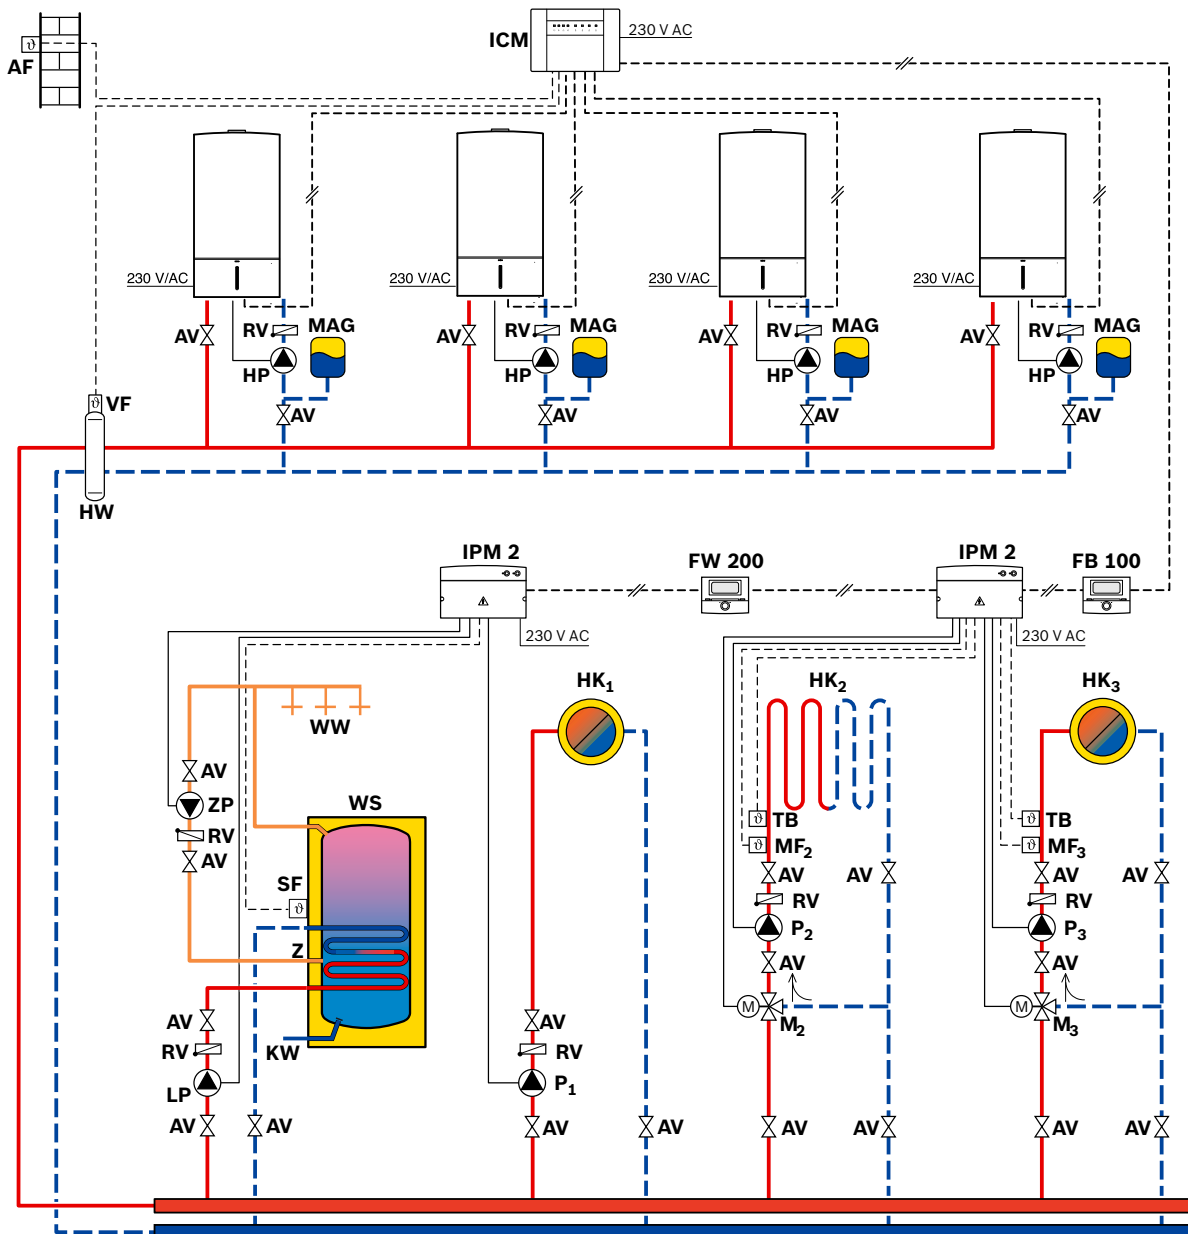 ICM
230 V AC
ϑ
AF
230 V/AC
230 V/AC
230 V/AC
230 V/AC
AV
RV
MAG
AV
RV
MAG
AV
RV
MAG
AV
RV
MAG
HP
HP
HP
HP
ϑ
VF
AV
AV
AV
AV
HW
IPM 2
FW 200
IPM 2
FB 100
230 V AC
230 V AC
HK1
HK2
HK3
WW
AV
ZP
WS
RV
AV
ϑ
TB
ϑ
TB
ϑ
MF2
ϑ
MF3
SF
ϑ
AV
AV
AV
AV
RV
RV
P2
P3
Z
AV
AV
M
M2
M
M3
AV
AV
KW
RV
RV
LP
P1
AV
AV
AV
AV
AV
AV
AV
AV